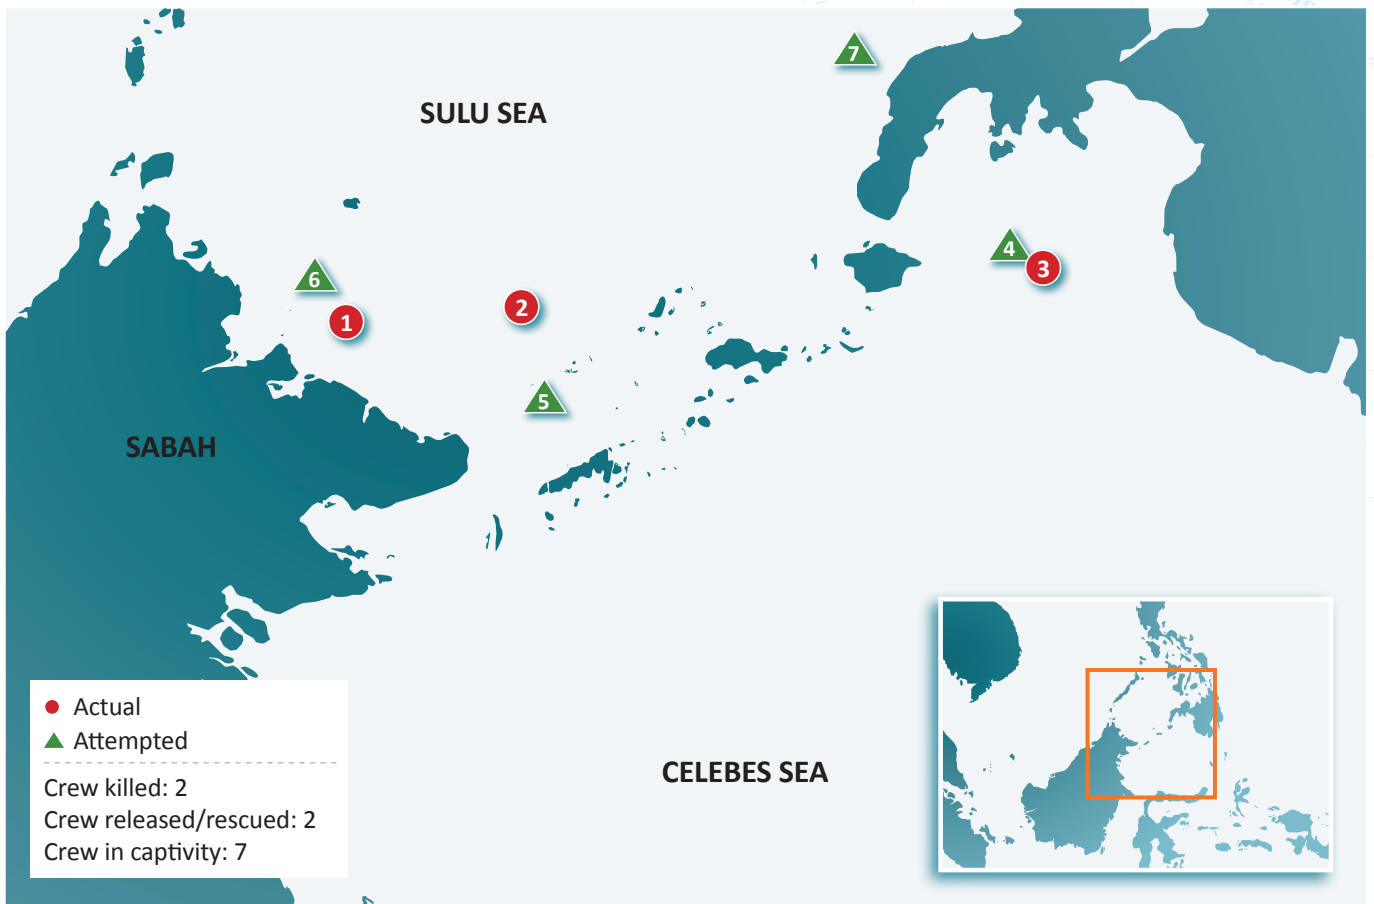 7
SULU SEA
4
3
6
2
1
5
SABAH
CELEBES SEA
Actual
Attempted
Crew killed: 2
Crew released/rescued: 2
Crew in captivity: 7